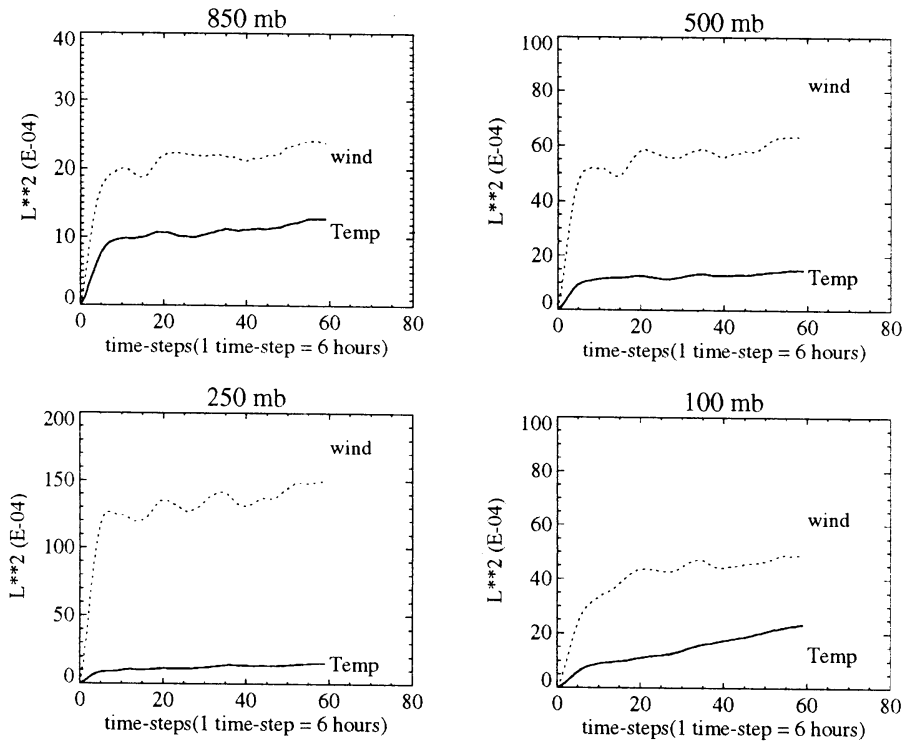 850 mb
40
30
20
10
0
L**2 (E-04)
wind
Temp
0 20 40 60 80
time-steps(1 time-step = 6 hours)
500 mb
100
80
60
40
20
0
L**2 (E-04)
wind
Temp
0 20 40 60 80
time-steps(1 time-step = 6 hours)
250 mb
200
150
100
50
0
L**2 (E-04)
wind
Temp
0 20 40 60 80
time-steps(1 time-step = 6 hours)
100 mb
100
80
60
40
20
0
L**2 (E-04)
wind
Temp
0 20 40 60 80
time-steps(1 time-step = 6 hours)